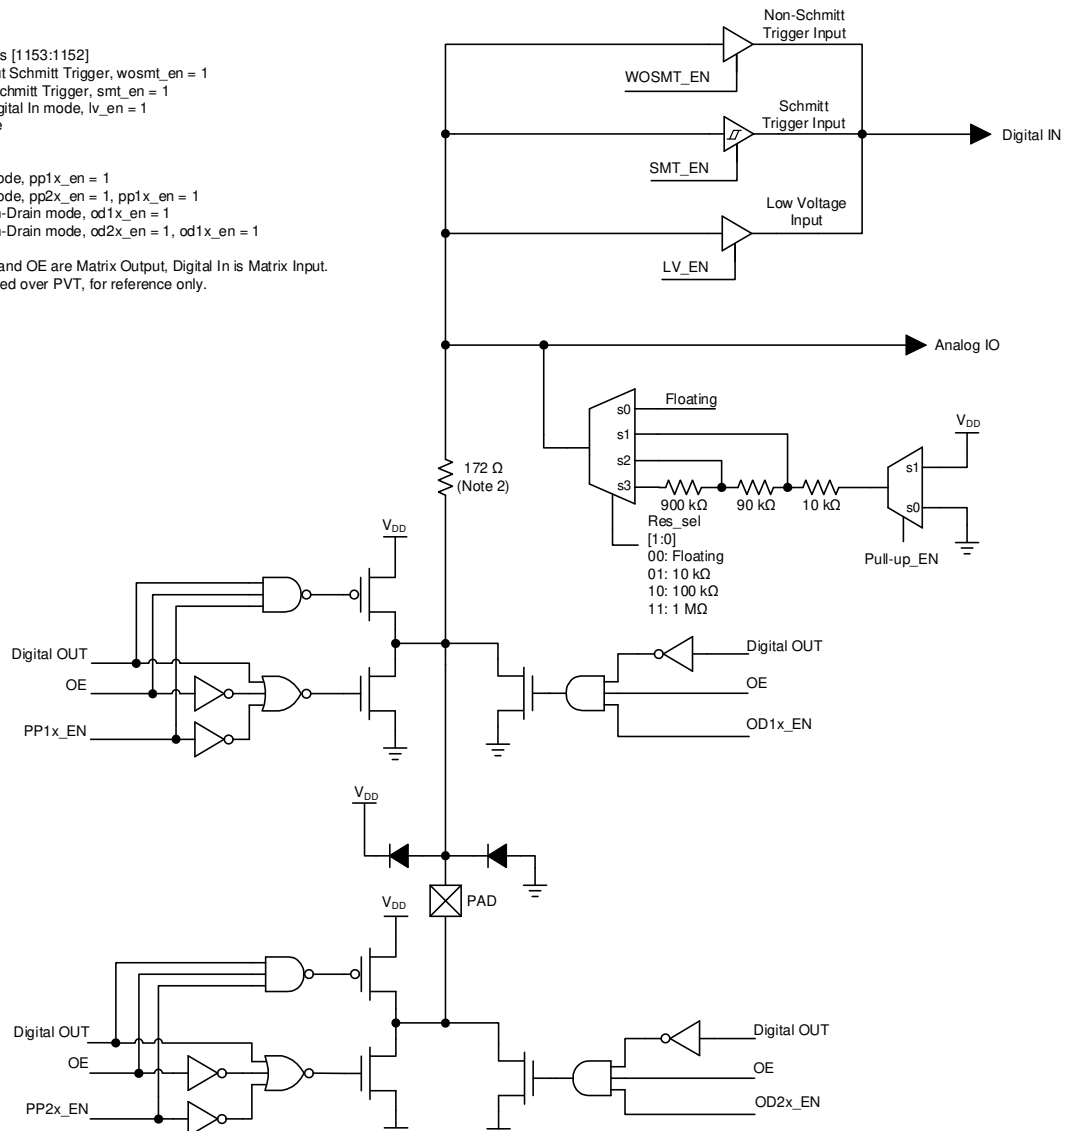 s [1153:1152]
t Schmitt Trigger, wosmt_en = 1
chmitt Trigger, smt_en = 1
gital In mode, lv_en = 1
e
ode, pp1x_en = 1
ode, pp2x_en = 1, pp1x_en = 1
n-Drain mode, od1x_en = 1
n-Drain mode, od2x_en = 1, od1x_en = 1
and OE are Matrix Output, Digital In is Matrix Input.
ed over PVT, for reference only.
Non-Schmitt
Trigger Input
WOSMT_EN
Schmitt
Trigger Input
Digital IN
SMT_EN
Low Voltage
Input
LV_EN
Analog IO
Floating
s0
s1
s2
s3
900 kΩ
90 kΩ
10 kΩ
VDD
s1
s0
Pull-up_EN
Res_sel
[1:0]
00: Floating
01: 10 kΩ
10: 100 kΩ
11: 1 MΩ
172 Ω
(Note 2)
VDD
Digital OUT
OE
PP1x_EN
Digital OUT
OE
OD1x_EN
VDD
PAD
VDD
Digital OUT
OE
PP2x_EN
Digital OUT
OE
OD2x_EN